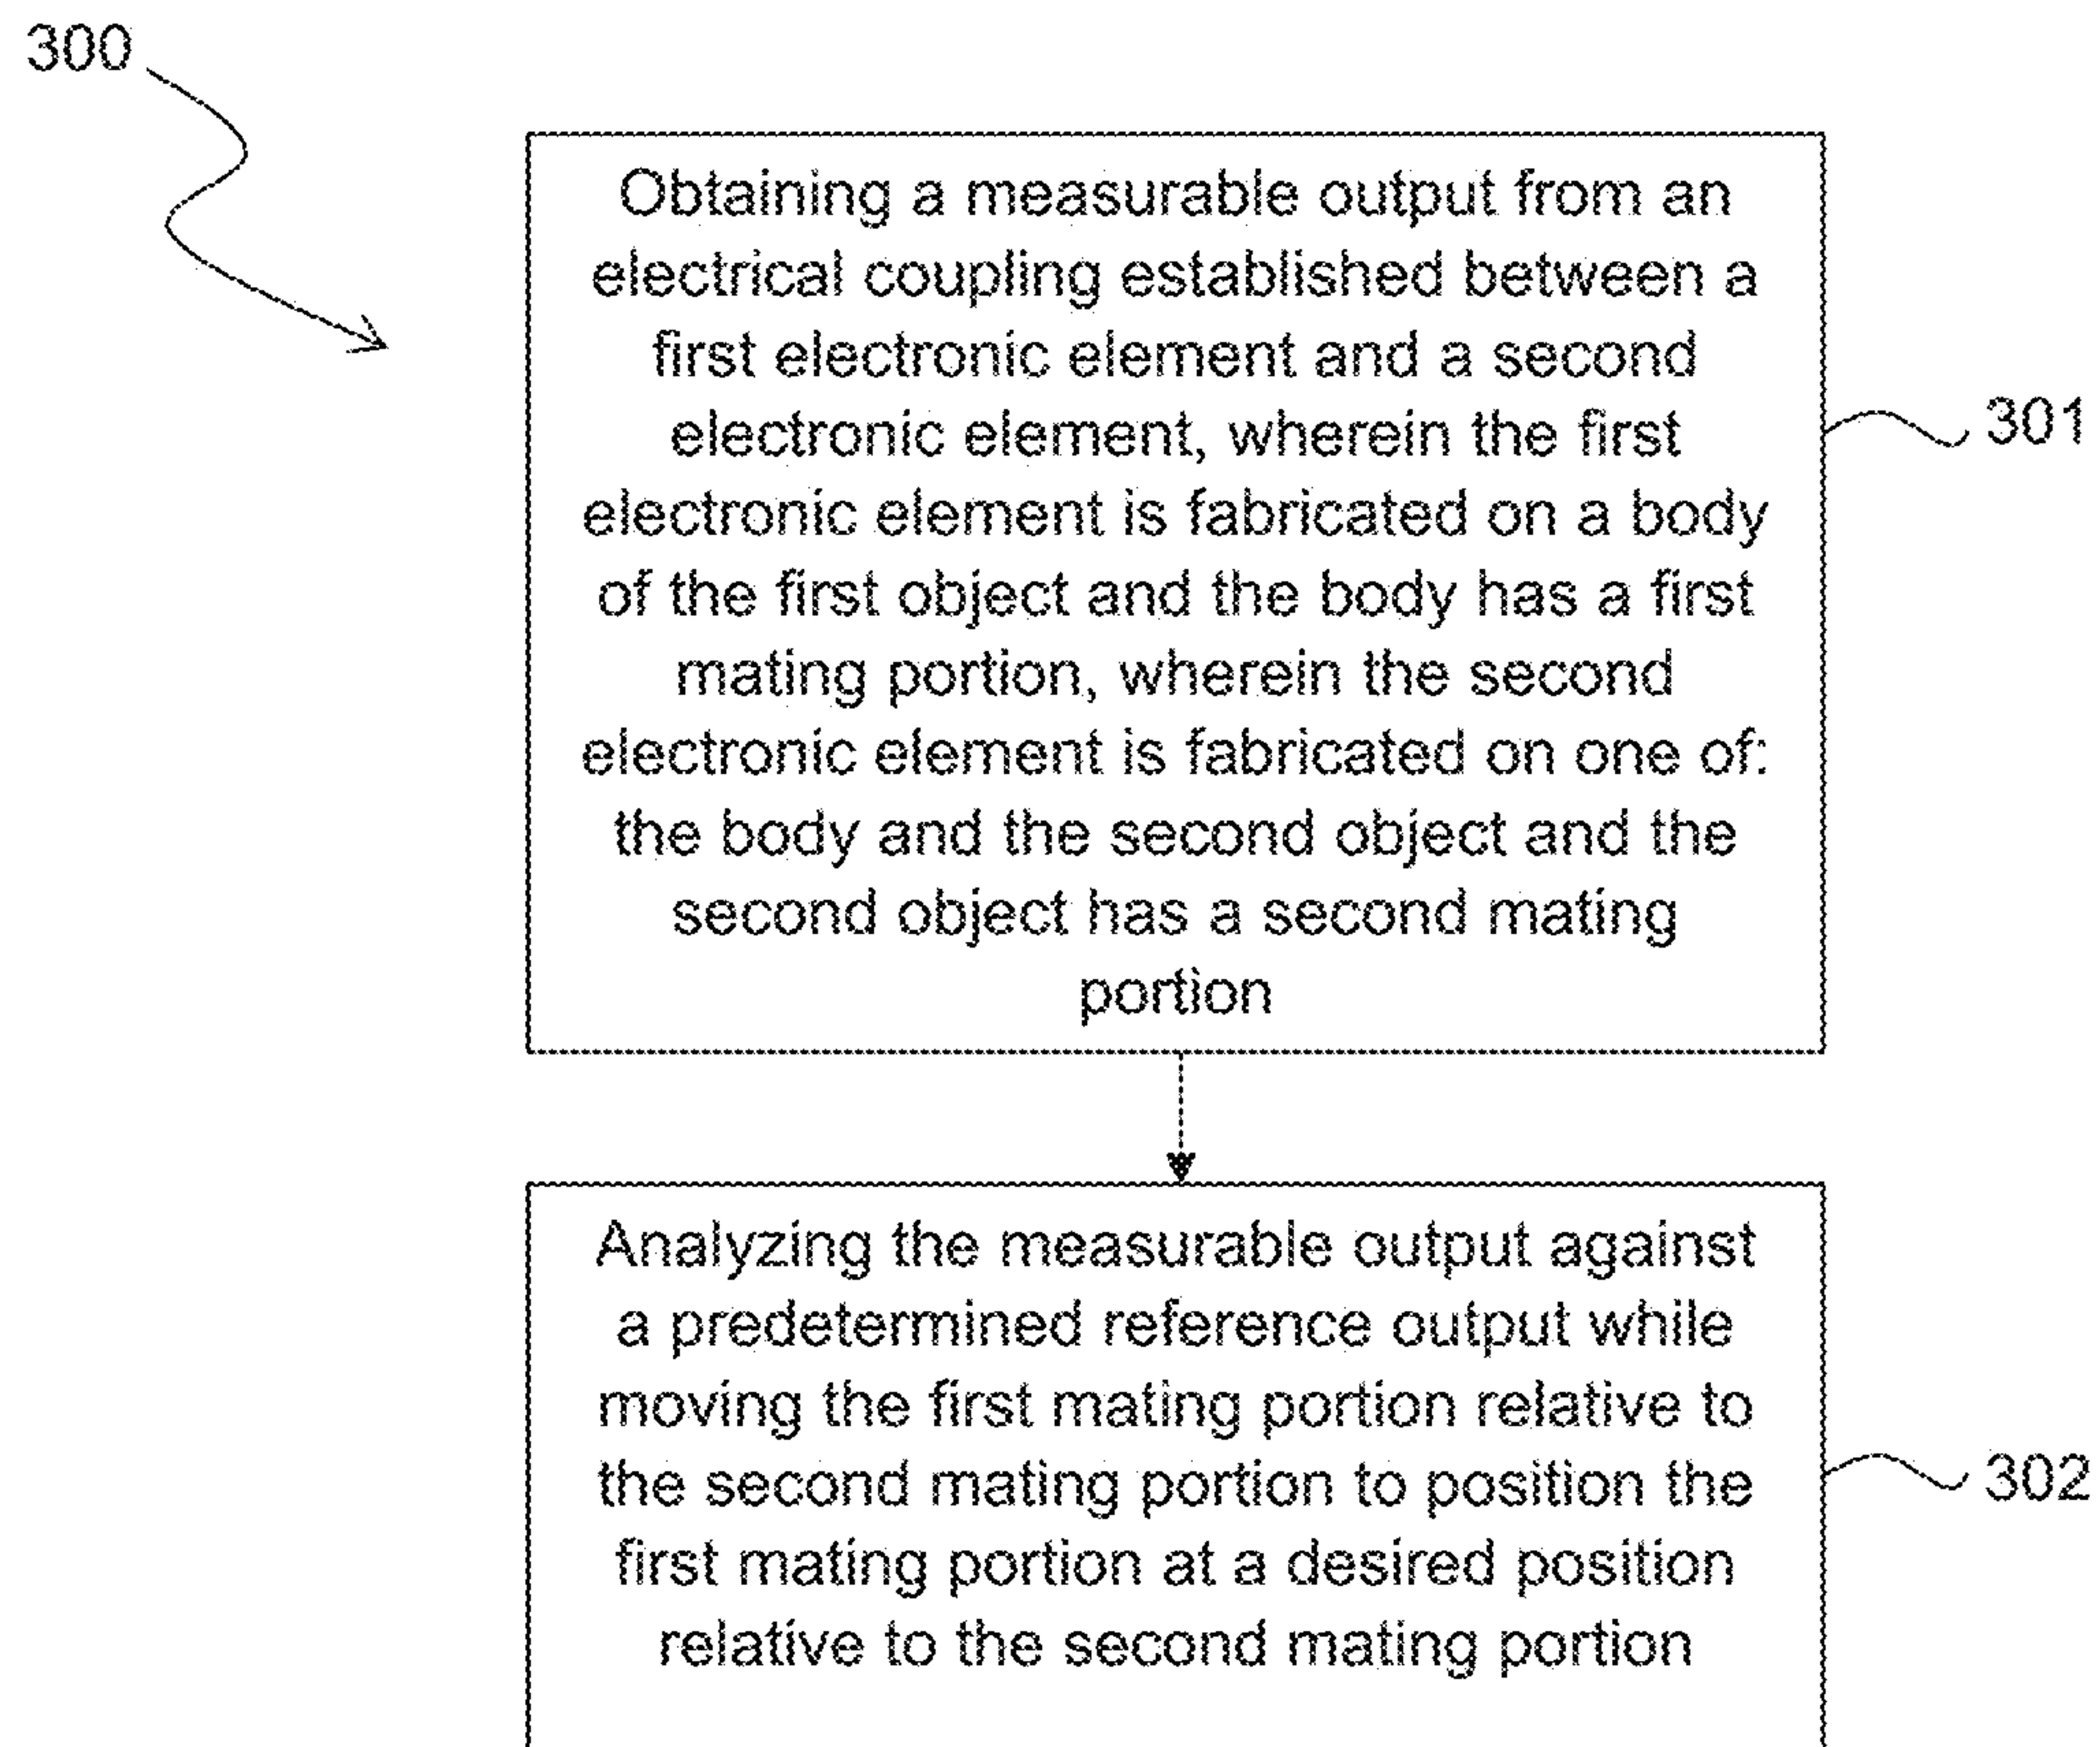 300
Obtaining a measurable output from an
electrical coupling established between a
first electronic element and a second
electronic element, wherein the first
electronic element is fabricated on a body
of the first object and the body has a first
mating portion, wherein the second
electronic element is fabricated on one of:
the body and the second object and the
second object has a second mating
portion
301
Analyzing the measurable output against
a predetermined reference output while
moving the first mating portion relative to
the second mating portion to position the
first mating portion at a desired position
relative to the second mating portion
302